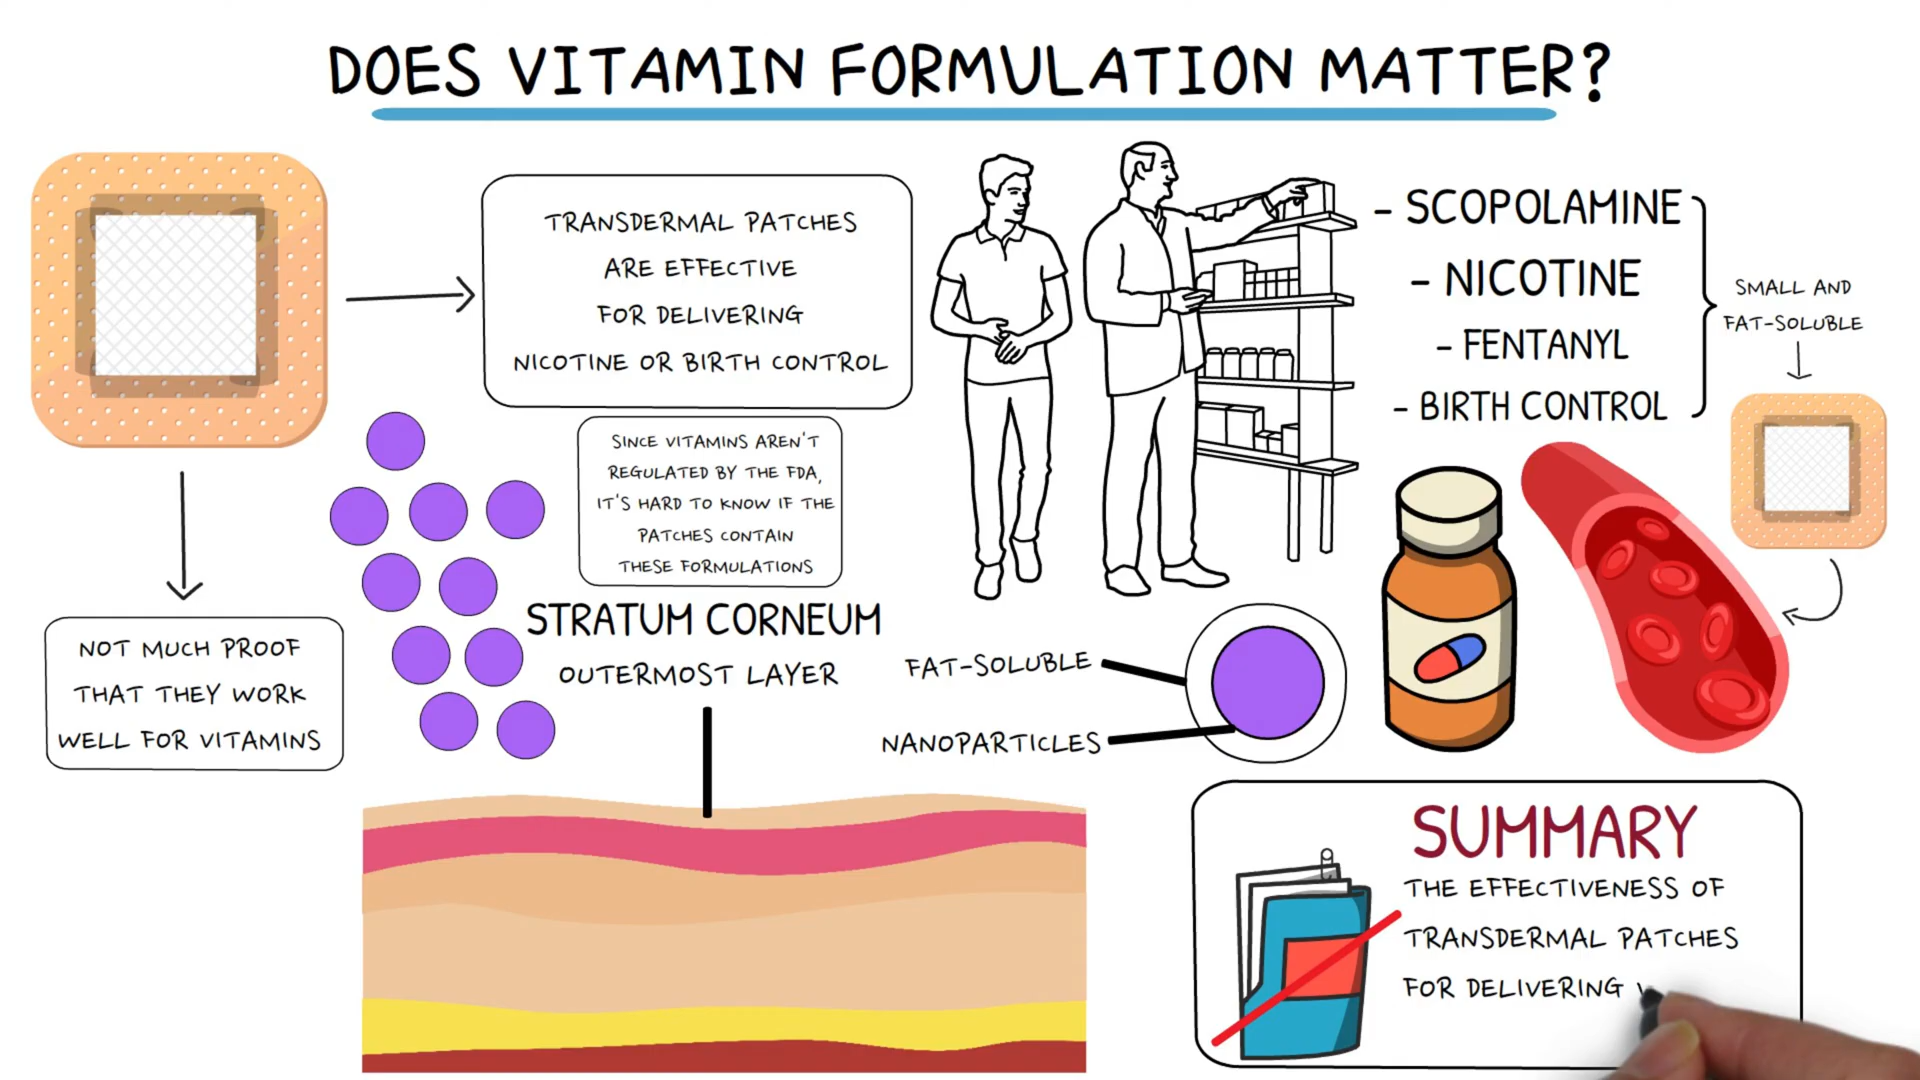 DOES VITAMIN FORMULATION MATTER?
TRANSDERMAL PATCHES
ARE EFFECTIVE
FOR DELIVERING
NICOTINE OR BIRTH CONTROL
SINCE VITAMINS AREN'T
REGULATED BY THE FDA,
IT'S HARD TO KNOW IF THE
PATCHES CONTAIN
THESE FORMULATIONS
NOT MUCH PROOF
THAT THEY WORK
WELL FOR VITAMINS
STRATUM CORNEUM
OUTERMOST LAYER
FAT-SOLUBLE
NANOPARTICLES
- SCOPOLAMINE
- NICOTINE
- FENTANYL
- BIRTH CONTROL
SMALL AND
FAT-SOLUBLE
SUMMARY
THE EFFECTIVENESS OF
TRANSDERMAL PATCHES
FOR DELIVERING